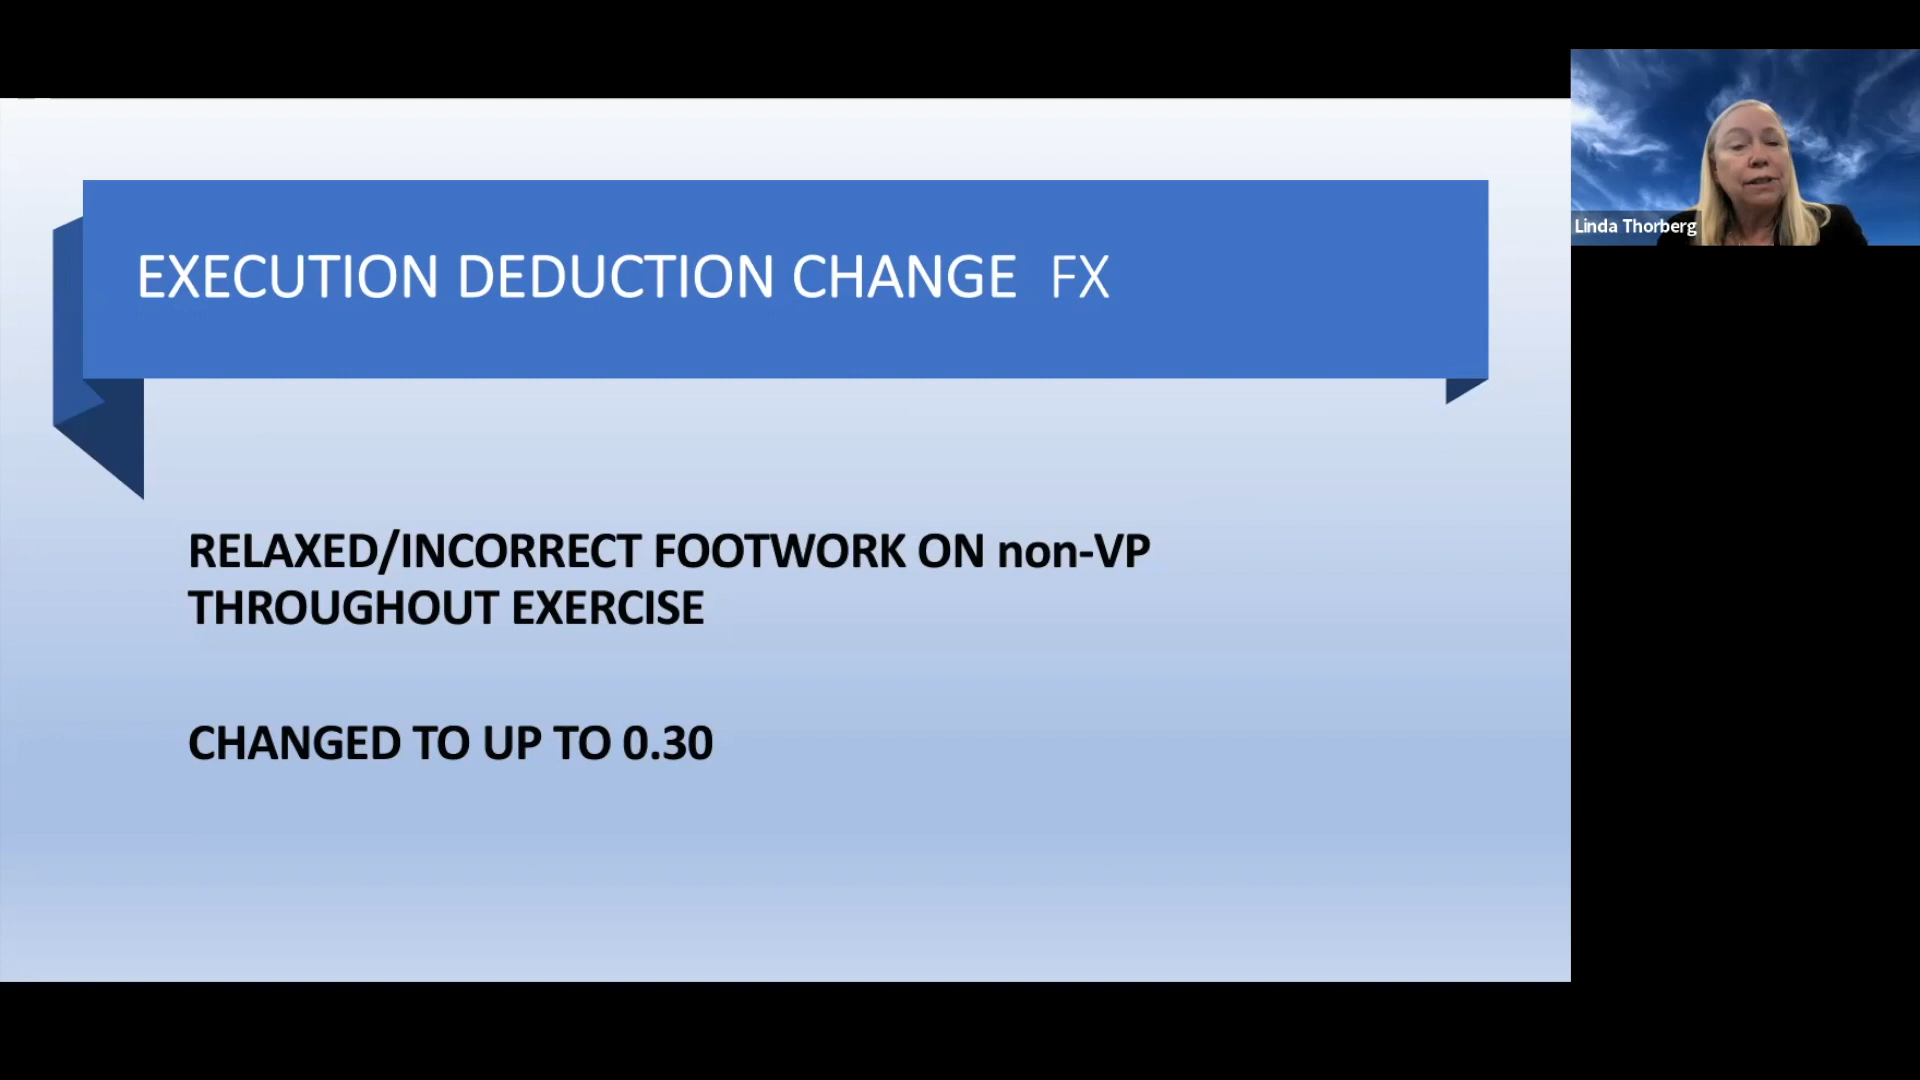 EXECUTION DEDUCTION CHANGE FX
RELAXED/INCORRECT FOOTWORK ON non-VP
THROUGHOUT EXERCISE
CHANGED TO UP TO 0.30
Linda Thorberg